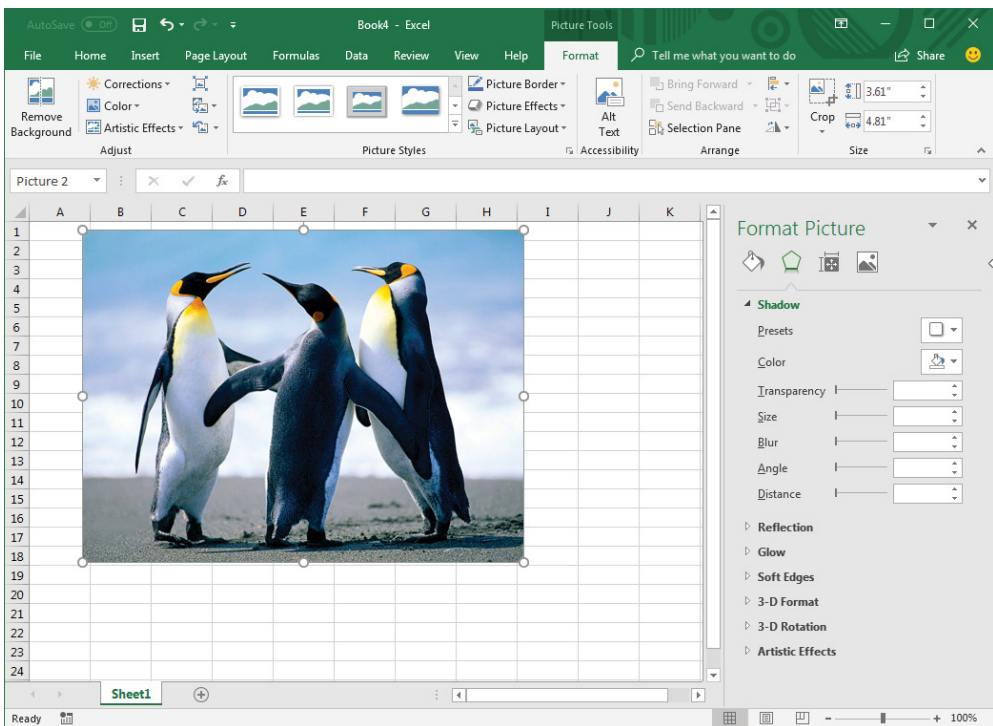 AutoSave Off Book4 - Excel Picture Tools
File Home Insert Page Layout Formulas Data Review View Help Format Tell me what you want to do Share
Remove Background
Corrections
Color
Artistic Effects
Adjust
Picture Styles
Picture Border
Picture Effects
Picture Layout
Alt Text
Accessibility
Bring Forward
Send Backward
Selection Pane
Arrange
Crop
3.61"
4.81"
Size
Picture 2 fx
A B C D E F G H I J K
1
2
3
4
5
6
7
8
9
10
11
12
13
14
15
16
17
18
19
20
21
22
23
24
Format Picture
Shadow
Presets
Color
Transparency
Size
Blur
Angle
Distance
Reflection
Glow
Soft Edges
3-D Format
3-D Rotation
Artistic Effects
Sheet1
Ready 100%